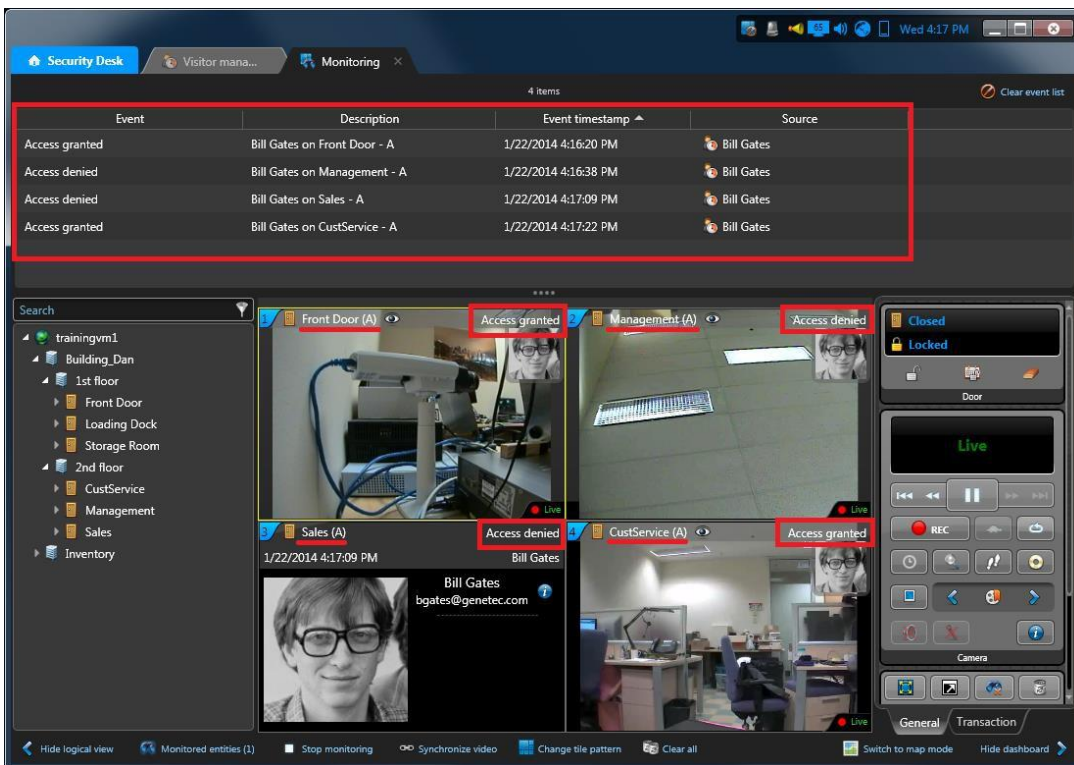 65 Wed 4:17 PM
Security Desk Visitor mana... Monitoring
4 items Clear event list
Event Description Event timestamp Source
Access granted Bill Gates on Front Door - A 1/22/2014 4:16:20 PM Bill Gates
Access denied Bill Gates on Management - A 1/22/2014 4:16:38 PM Bill Gates
Access denied Bill Gates on Sales - A 1/22/2014 4:17:09 PM Bill Gates
Access granted Bill Gates on CustService - A 1/22/2014 4:17:22 PM Bill Gates
Search
trainingvm1
Building_Dan
1st floor
Front Door
Loading Dock
Storage Room
2nd floor
CustService
Management
Sales
Inventory
1 Front Door (A) Access granted
Live
2 Management (A) Access denied
Live
3 Sales (A) Access denied
1/22/2014 4:17:09 PM Bill Gates
Bill Gates
bgates@genetec.com
4 CustService (A) Access granted
Live
Closed
Locked
Door
Live
REC
Camera
General Transaction
Hide logical view Monitored entities (1) Stop monitoring Synchronize video Change tile pattern Clear all Switch to map mode Hide dashboard